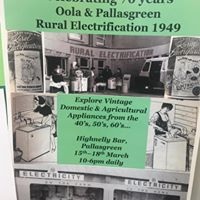 Celebrating 70 years
Oola & Pallasgreen
Rural Electrification 1949
RURAL ELECTRIFICATION
Explore Vintage
Domestic & Agricultural
Appliances from the
40's, 50's, 60's...
Highnelly Bar,
Pallasgreen
15th-18th March
10-6pm daily
ELECTRICITY
ELECTRICITY